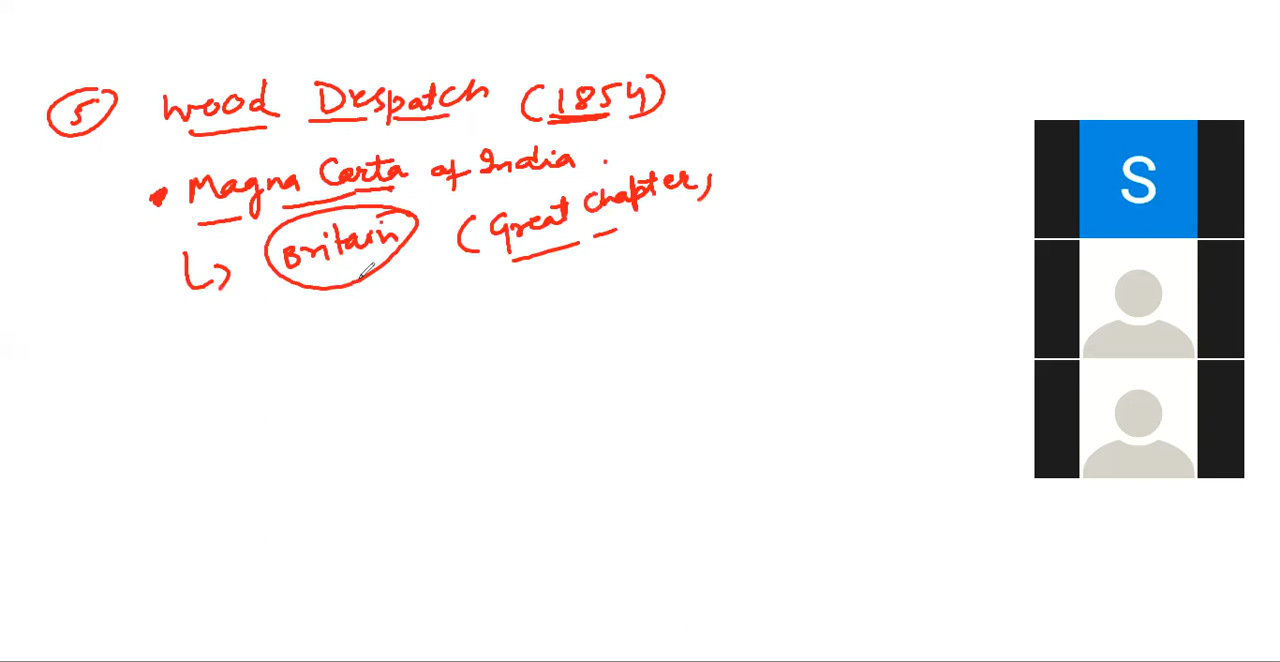 5 Wood Despatch (1854)
• Magna Carta of India.
↳ Britain (Great Chapter)
S